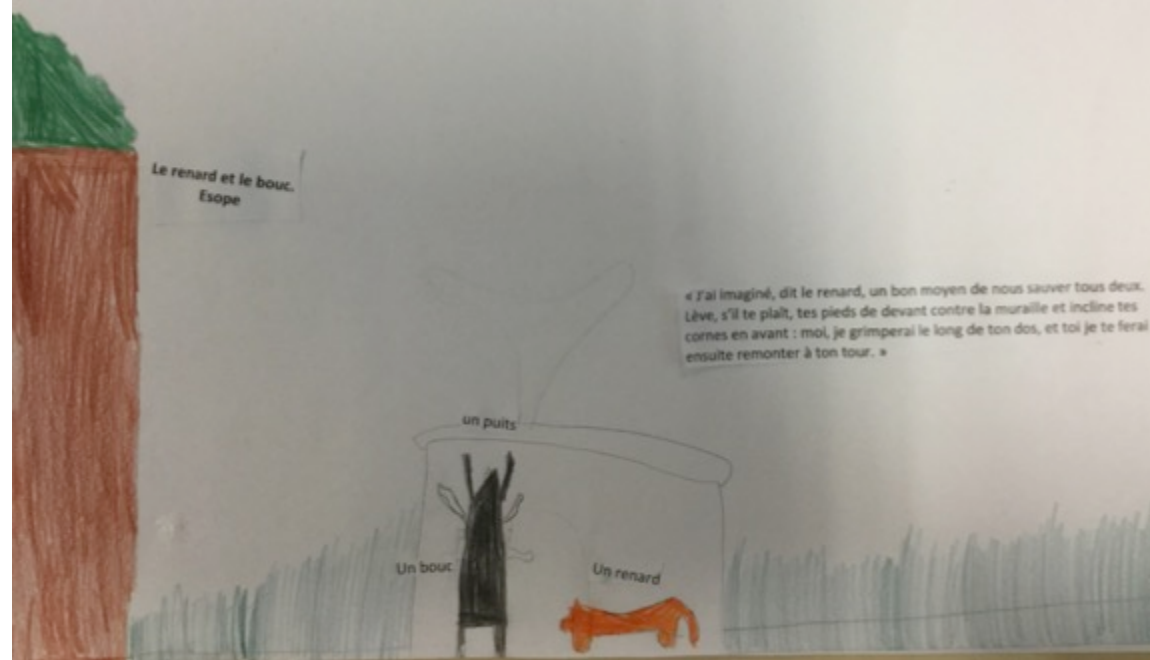 Le renard et le bouc.
Esope
« J'ai imaginé, dit le renard, un bon moyen de nous sauver tous deux.
Lève, s'il te plaît, tes pieds de devant contre la muraille et incline tes
cornes en avant : moi, je grimperai le long de ton dos, et toi je te ferai
ensuite remonter à ton tour. »
un puits
Un bouc
Un renard